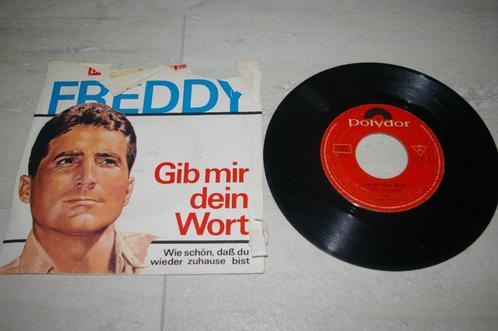 FREDDY
Gib mir
dein
Wort
Wie schön, daß du
wieder zuhause bist
Polydor